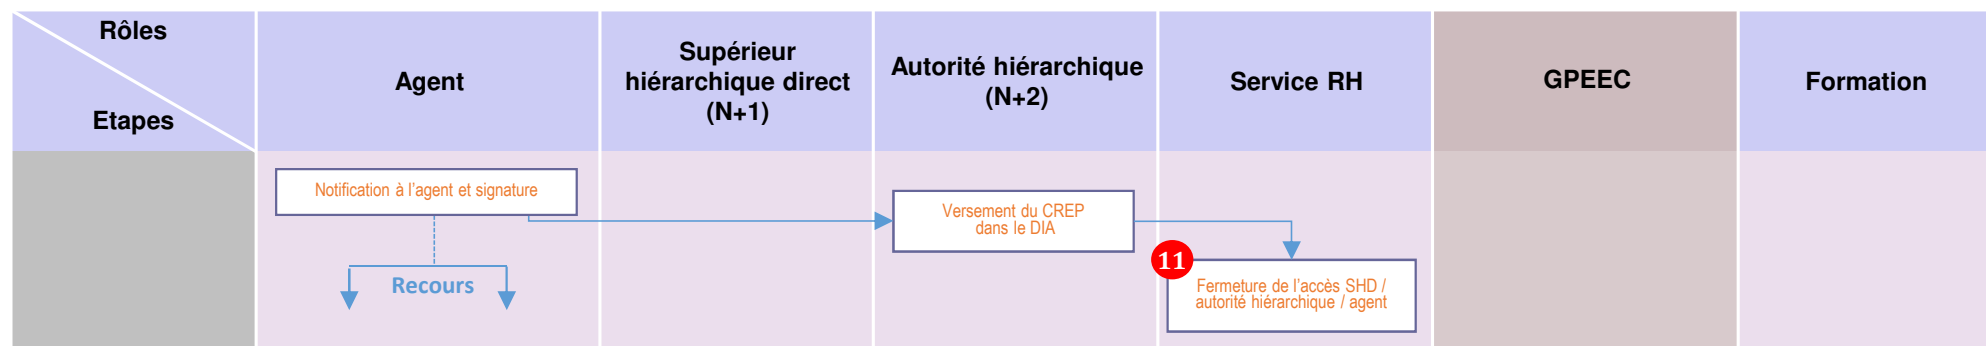 Rôles
Etapes
Agent
Supérieur
hiérarchique direct
(N+1)
Autorité hiérarchique
(N+2)
Service RH
GPEEC
Formation
Notification à l'agent et signature
Recours
Versement du CREP
dans le DIA
11
Fermeture de l'accès SHD /
autorité hiérarchique / agent